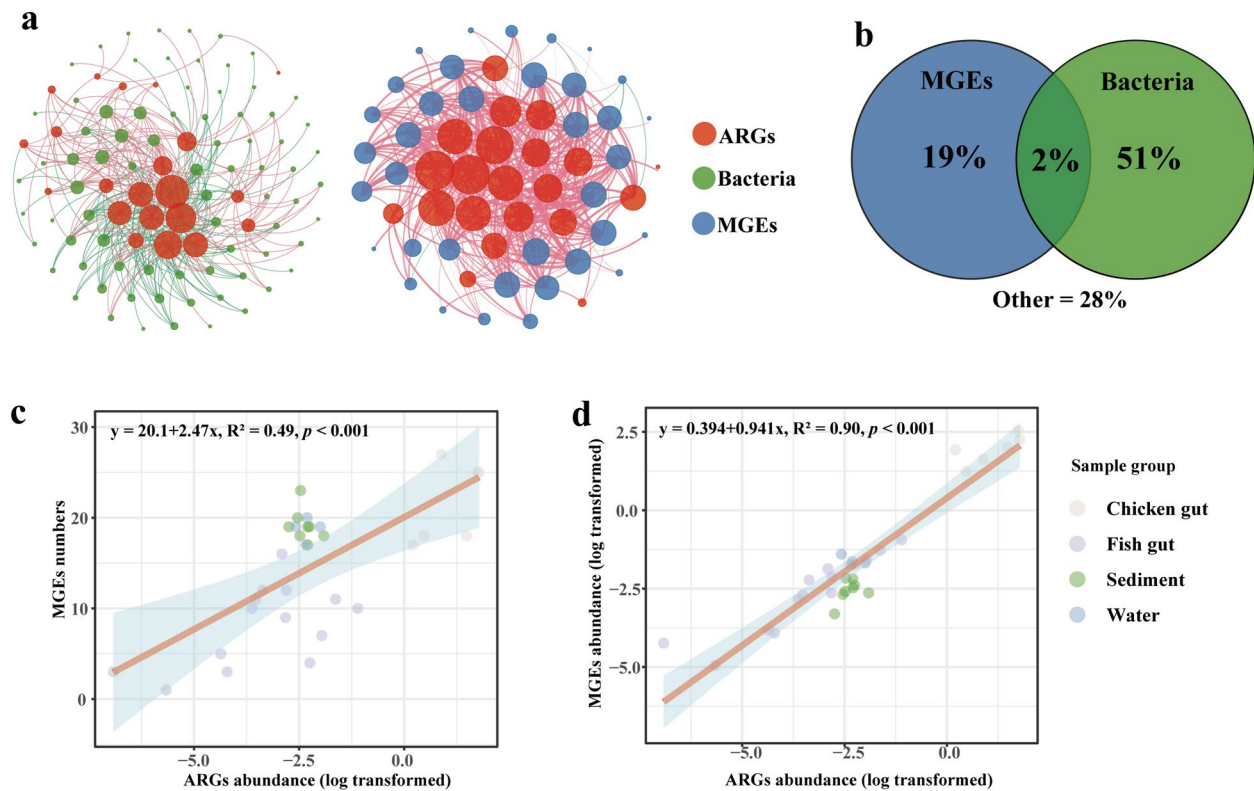 a
ARGs
Bacteria
MGEs
b
MGEs
Bacteria
19%
2%
51%
Other = 28%
c
y = 20.1+2.47x, R² = 0.49, p < 0.001
MGEs numbers
30
20
10
0
−5.0
−2.5
0.0
ARGs abundance (log transformed)
d
y = 0.394+0.941x, R² = 0.90, p < 0.001
MGEs abundance (log transformed)
2.5
0.0
−2.5
−5.0
−5.0
−2.5
0.0
ARGs abundance (log transformed)
Sample group
Chicken gut
Fish gut
Sediment
Water